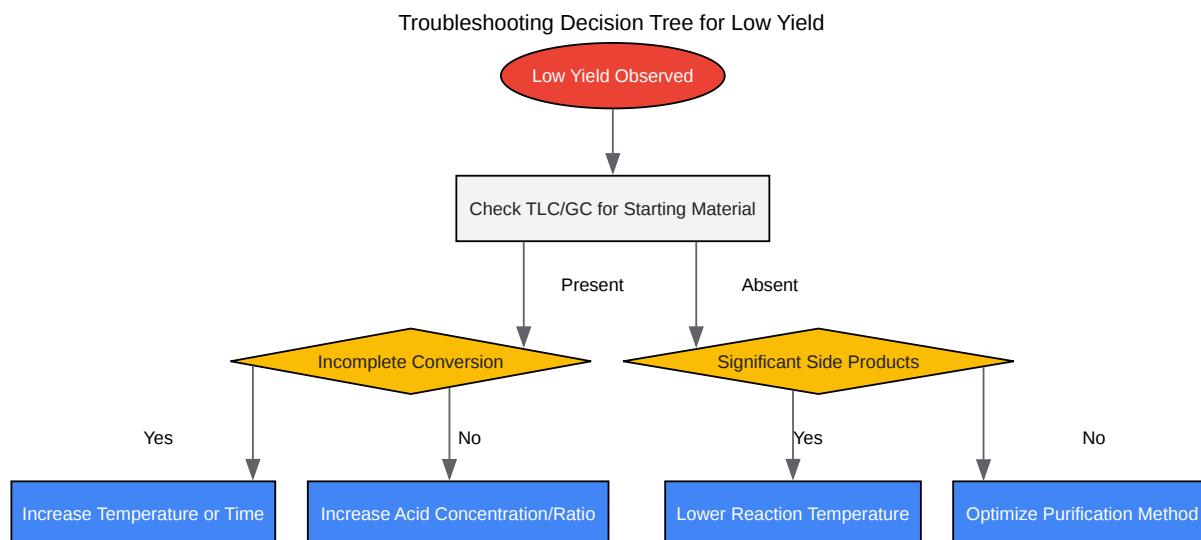 Troubleshooting Decision Tree for Low Yield
Low Yield Observed
Check TLC/GC for Starting Material
Present
Absent
Incomplete Conversion
Significant Side Products
Yes
No
Yes
No
Increase Temperature or Time
Increase Acid Concentration/Ratio
Lower Reaction Temperature
Optimize Purification Method